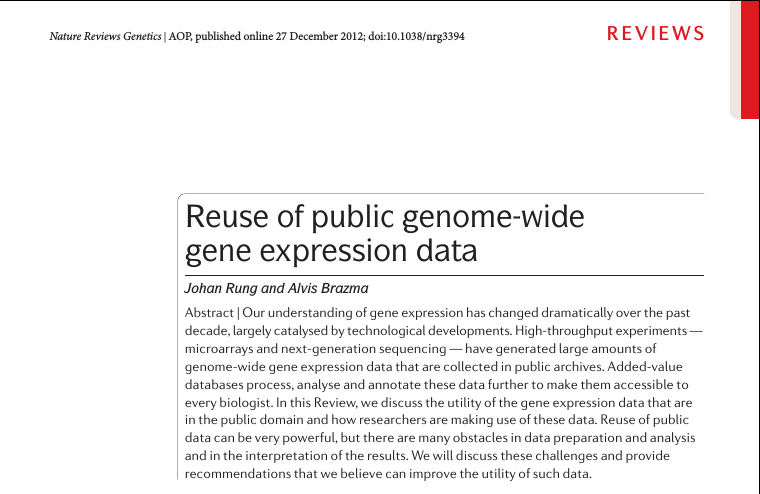 Nature Reviews Genetics | AOP, published online 27 December 2012; doi:10.1038/nrg3394
REVIEWS
Reuse of public genome-wide
gene expression data
Johan Rung and Alvis Brazma
Abstract | Our understanding of gene expression has changed dramatically over the past
decade, largely catalysed by technological developments. High-throughput experiments —
microarrays and next-generation sequencing — have generated large amounts of
genome-wide gene expression data that are collected in public archives. Added-value
databases process, analyse and annotate these data further to make them accessible to
every biologist. In this Review, we discuss the utility of the gene expression data that are
in the public domain and how researchers are making use of these data. Reuse of public
data can be very powerful, but there are many obstacles in data preparation and analysis
and in the interpretation of the results. We will discuss these challenges and provide
recommendations that we believe can improve the utility of such data.